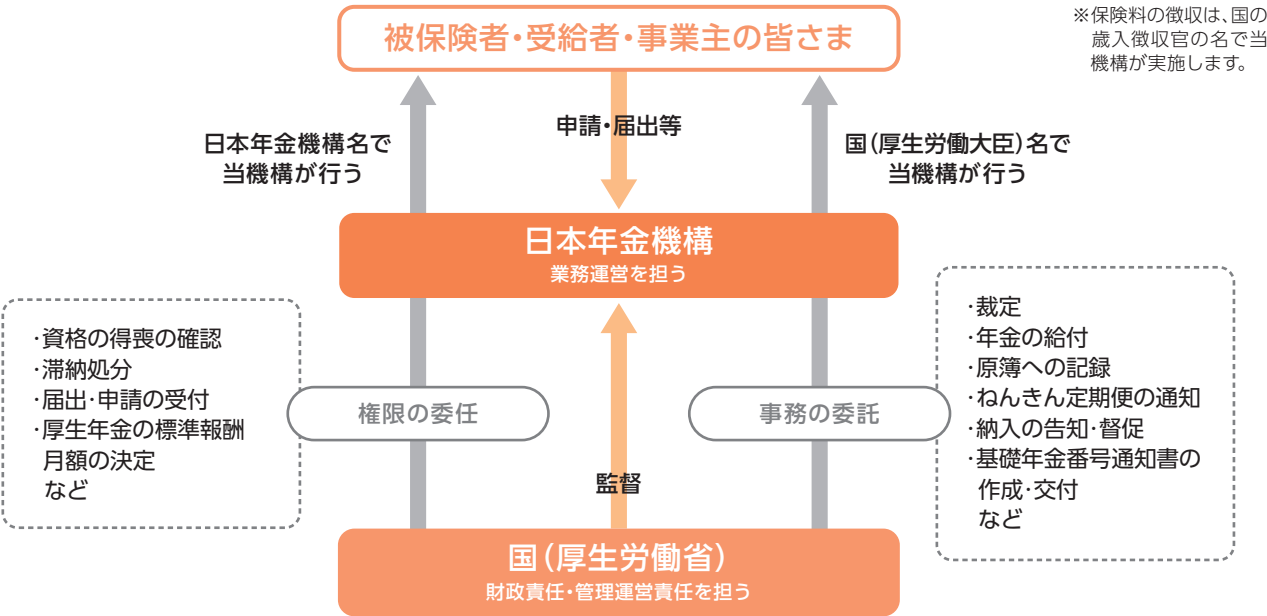 被保険者・受給者・事業主の皆さま
※保険料の徴収は、国の
歳入徴収官の名で当
機構が実施します。
日本年金機構名で
当機構が行う
申請・届出等
国(厚生労働大臣)名で
当機構が行う
日本年金機構
業務運営を担う
・資格の得喪の確認
・滞納処分
・届出・申請の受付
・厚生年金の標準報酬
月額の決定
など
権限の委任
事務の委託
・裁定
・年金の給付
・原簿への記録
・ねんきん定期便の通知
・納入の告知・督促
・基礎年金番号通知書の
作成・交付
など
監督
国(厚生労働省)
財政責任・管理運営責任を担う